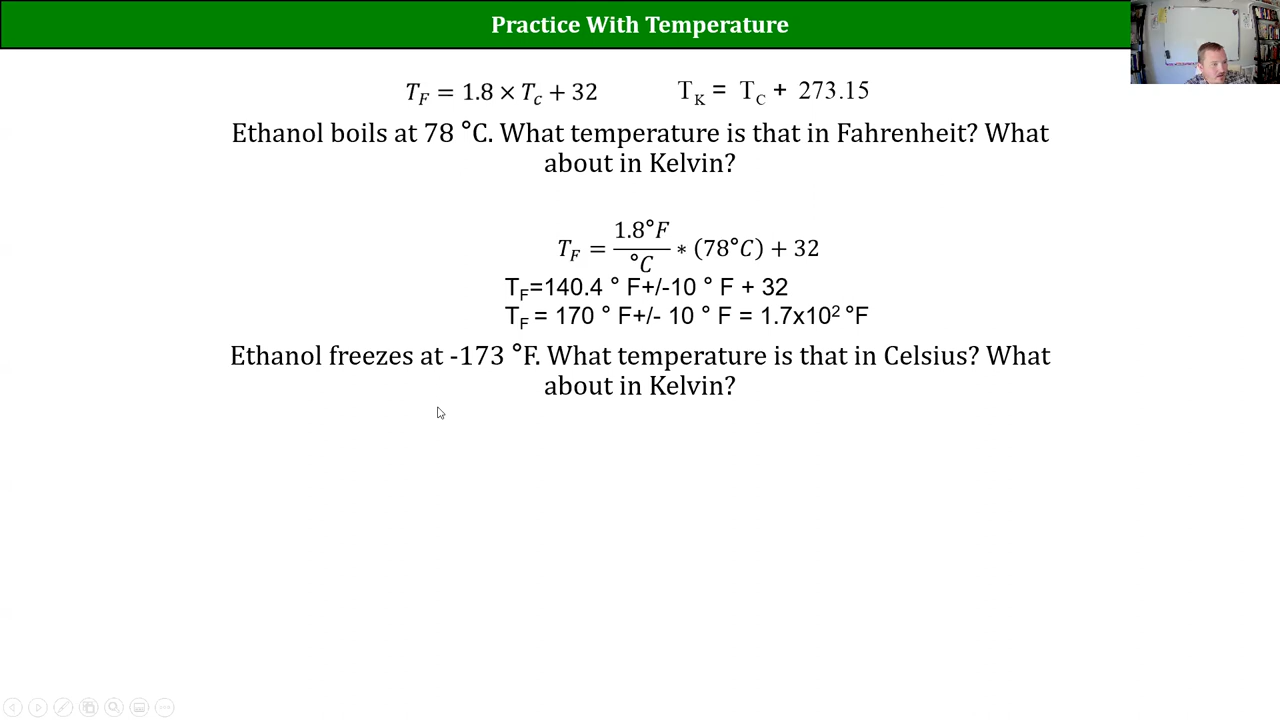 Practice With Temperature
T_F = 1.8 × T_c + 32
T_K = T_C + 273.15
Ethanol boils at 78 °C. What temperature is that in Fahrenheit? What
about in Kelvin?
T_F = 1.8°F/°C * (78°C) + 32
T_F=140.4 ° F+/-10 ° F + 32
T_F = 170 ° F+/- 10 ° F = 1.7x10² °F
Ethanol freezes at -173 °F. What temperature is that in Celsius? What
about in Kelvin?